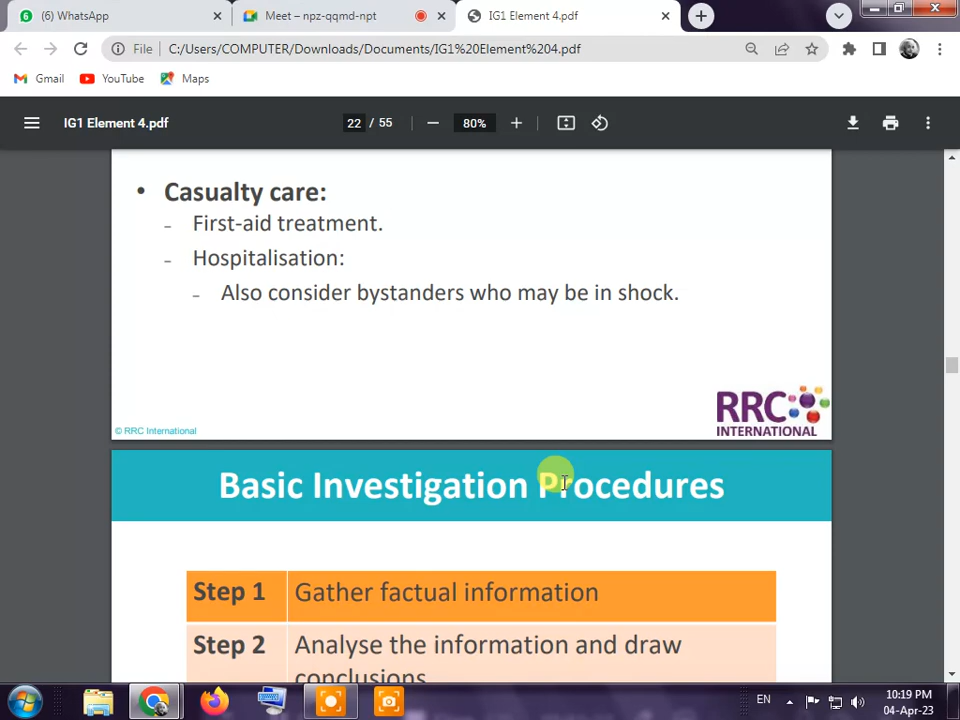 (6) WhatsApp
Meet – npz-qqmd-npt
IG1 Element 4.pdf
File
C:/Users/COMPUTER/Downloads/Documents/IG1%20Element%204.pdf
Gmail
YouTube
Maps
IG1 Element 4.pdf
22 / 55
80%
• Casualty care:
– First-aid treatment.
– Hospitalisation:
– Also consider bystanders who may be in shock.
© RRC International
RRC
INTERNATIONAL
Basic Investigation Procedures
Step 1 Gather factual information
Step 2 Analyse the information and draw
conclusions
EN
10:19 PM
04-Apr-23